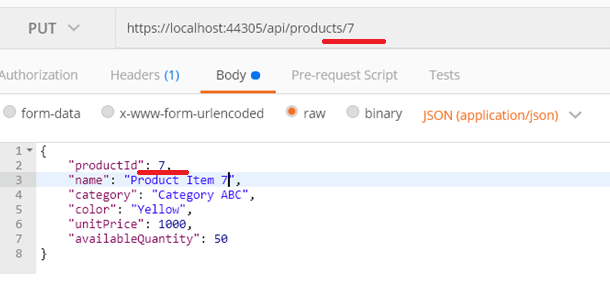 PUT https://localhost:44305/api/products/7
Authorization Headers (1) Body Pre-request Script Tests
form-data x-www-form-urlencoded raw binary JSON (application/json)
1 {
2 "productId": 7,
3 "name": "Product Item 7",
4 "category": "Category ABC",
5 "color": "Yellow",
6 "unitPrice": 1000,
7 "availableQuantity": 50
8 }